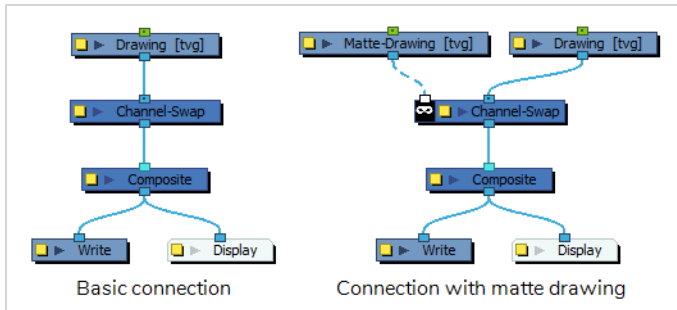 Drawing [tvg]
Channel-Swap
Composite
Write
Display
Basic connection
Matte-Drawing [tvg]
Drawing [tvg]
Channel-Swap
Composite
Write
Display
Connection with matte drawing